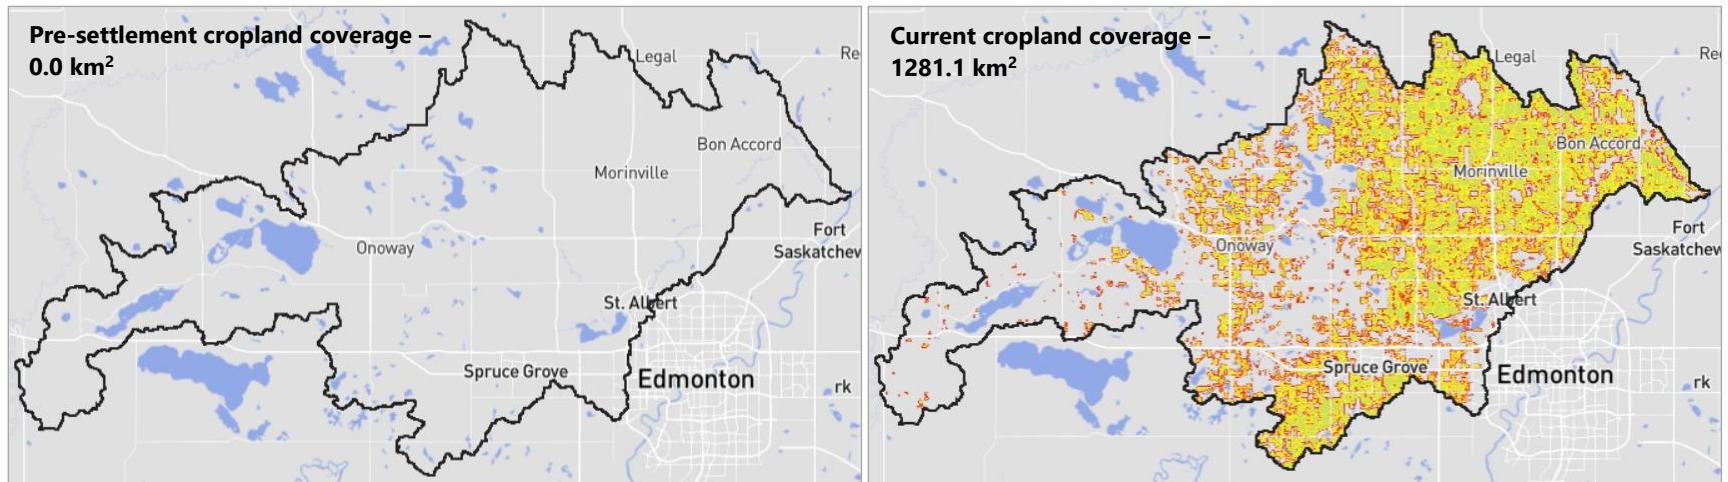 Pre-settlement cropland coverage –
0.0 km²
Legal
Re
Bon Accord
Morinville
Fort
Saskatchew
Onoway
St. Albert
Spruce Grove
Edmonton
rk
Current cropland coverage –
1281.1 km²
Legal
Re
Bon Accord
Morinville
Fort
Saskatchew
Onoway
St. Albert
Spruce Grove
Edmonton
rk